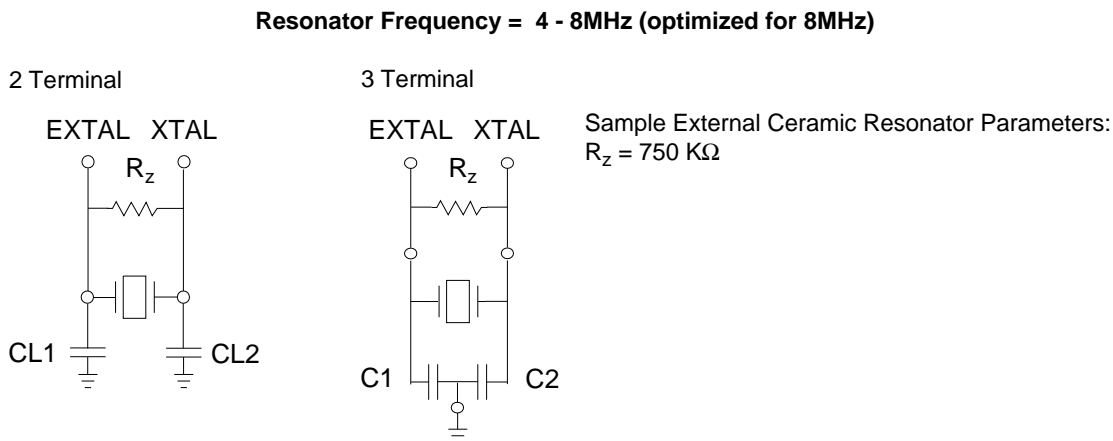 Resonator Frequency = 4 - 8MHz (optimized for 8MHz)
2 Terminal
EXTAL XTAL
Rz
CL1
CL2
3 Terminal
EXTAL XTAL
Rz
C1
C2
Sample External Ceramic Resonator Parameters:
Rz = 750 KΩ